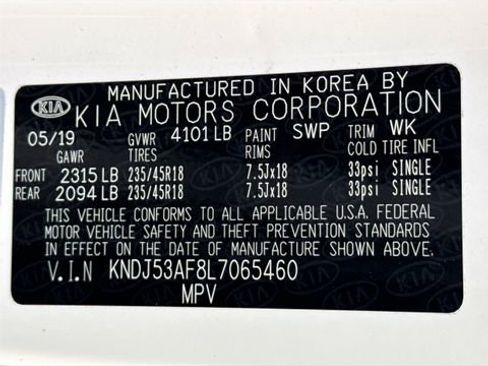 MANUFACTURED IN KOREA BY
KIA KIA MOTORS CORPORATION
05/19 GVWR 4101 LB PAINT SWP TRIM WK
GAWR TIRES RIMS COLD TIRE INFL
FRONT 2315 LB 235/45R18 7.5Jx18 33psi SINGLE
REAR 2094 LB 235/45R18 7.5Jx18 33psi SINGLE
THIS VEHICLE CONFORMS TO ALL APPLICABLE U.S.A. FEDERAL
MOTOR VEHICLE SAFETY AND THEFT PREVENTION STANDARDS
IN EFFECT ON THE DATE OF MANUFACTURE SHOWN ABOVE.
V.I.N KNDJ53AF8L7065460
MPV